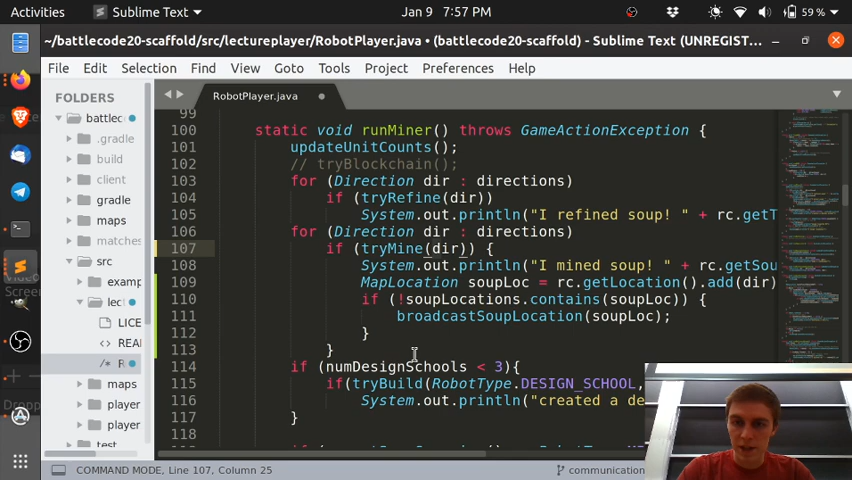 Activities
Sublime Text
Jan 9 7:57 PM
59 %
~/battlecode20-scaffold/src/lectureplayer/RobotPlayer.java • (battlecode20-scaffold) - Sublime Text (UNREGIST...
File Edit Selection Find View Goto Tools Project Preferences Help
FOLDERS
battlec
.gradle
build
client
gradle
maps
matches
src
examp
lect
LICE
READ
/* R
maps
player
player
test
RobotPlayer.java
99
100 static void runMiner() throws GameActionException {
101 updateUnitCounts();
102 // tryBlockchain();
103 for (Direction dir : directions)
104 if (tryRefine(dir))
105 System.out.println("I refined soup! " + rc.getT
106 for (Direction dir : directions)
107 if (tryMine(dir)) {
108 System.out.println("I mined soup! " + rc.getSou
109 MapLocation soupLoc = rc.getLocation().add(dir)
110 if (!soupLocations.contains(soupLoc)) {
111 broadcastSoupLocation(soupLoc);
112 }
113 }
114 if (numDesignSchools < 3){
115 if(tryBuild(RobotType.DESIGN_SCHOOL,
116 System.out.println("created a de
117 }
118
COMMAND MODE, Line 107, Column 25
communication